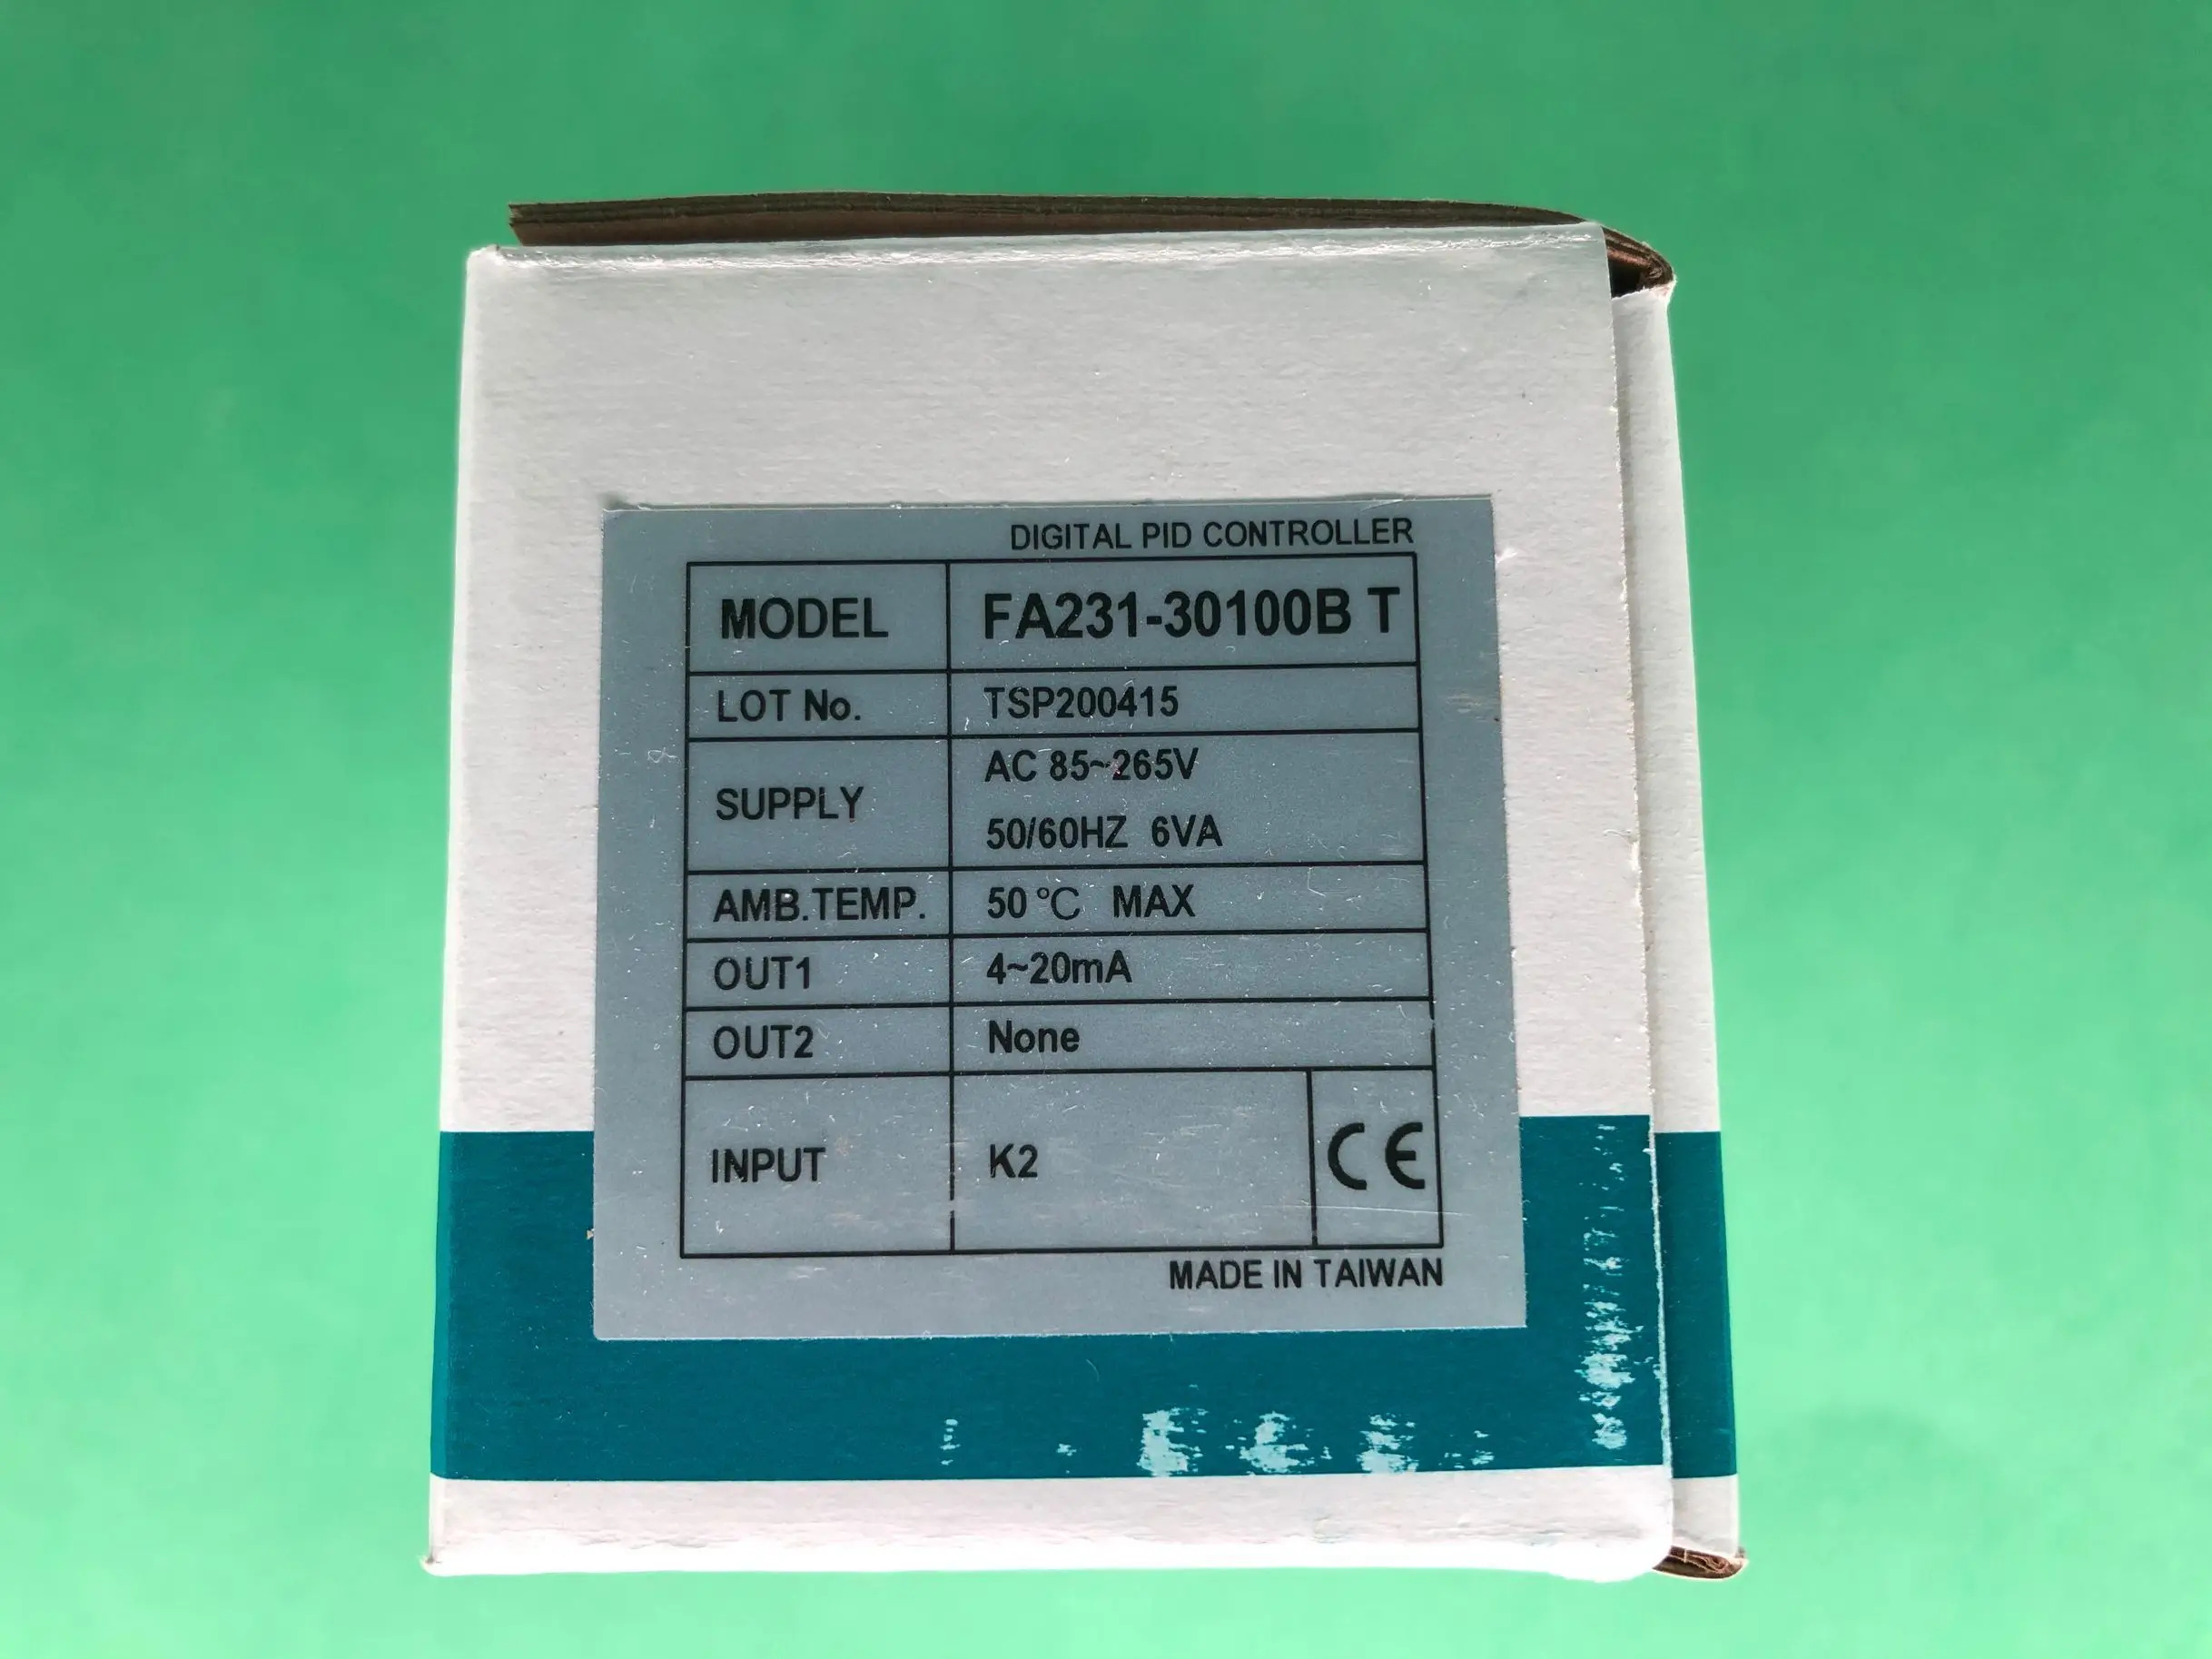 DIGITAL PID CONTROLLER
MODEL FA231-30100B T
LOT No. TSP200415
SUPPLY AC 85~265V
50/60HZ 6VA
AMB.TEMP. 50 °C MAX
OUT1 4~20mA
OUT2 None
INPUT K2 CE
MADE IN TAIWAN